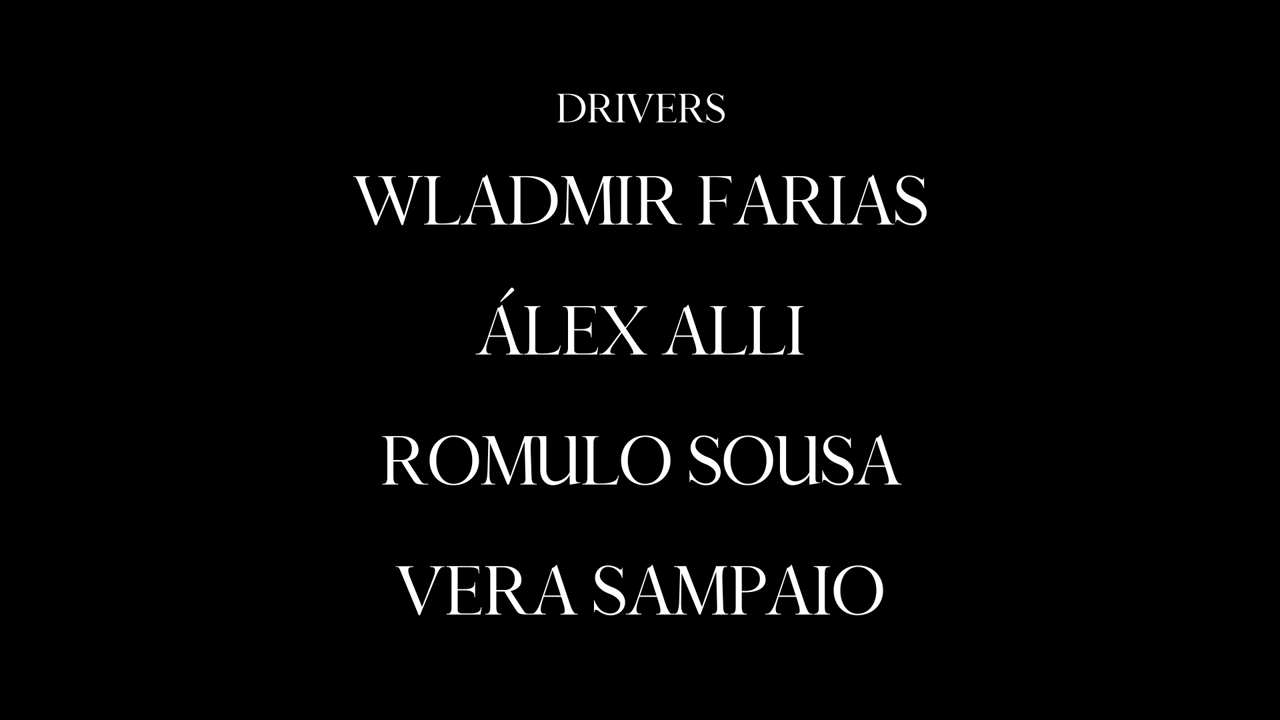 DRIVERS
WLADMIR FARIAS
ÁLEX ALLI
ROMULO SOUSA
VERA SAMPAIO